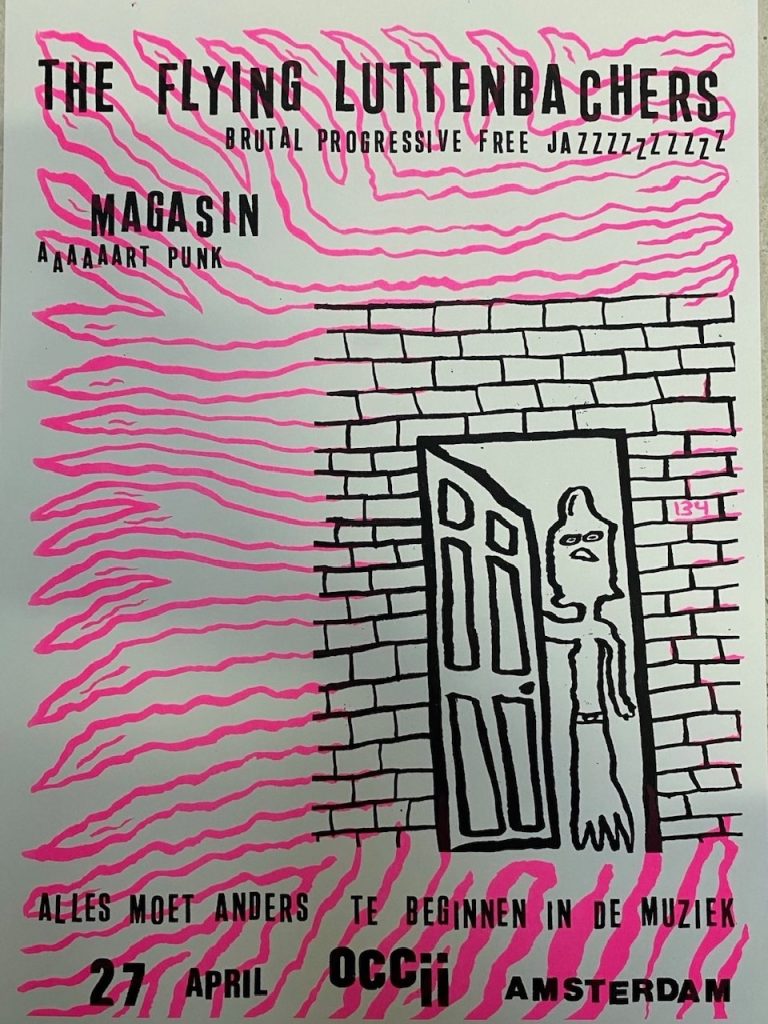 THE FLYING LUTTENBACHERS
BRUTAL PROGRESSIVE FREE JAZZZZZZZZZZ
MAGASIN
AAAAAART PUNK
134
ALLES MOET ANDERS TE BEGINNEN IN DE MUZIEK
27 APRIL OCCii AMSTERDAM